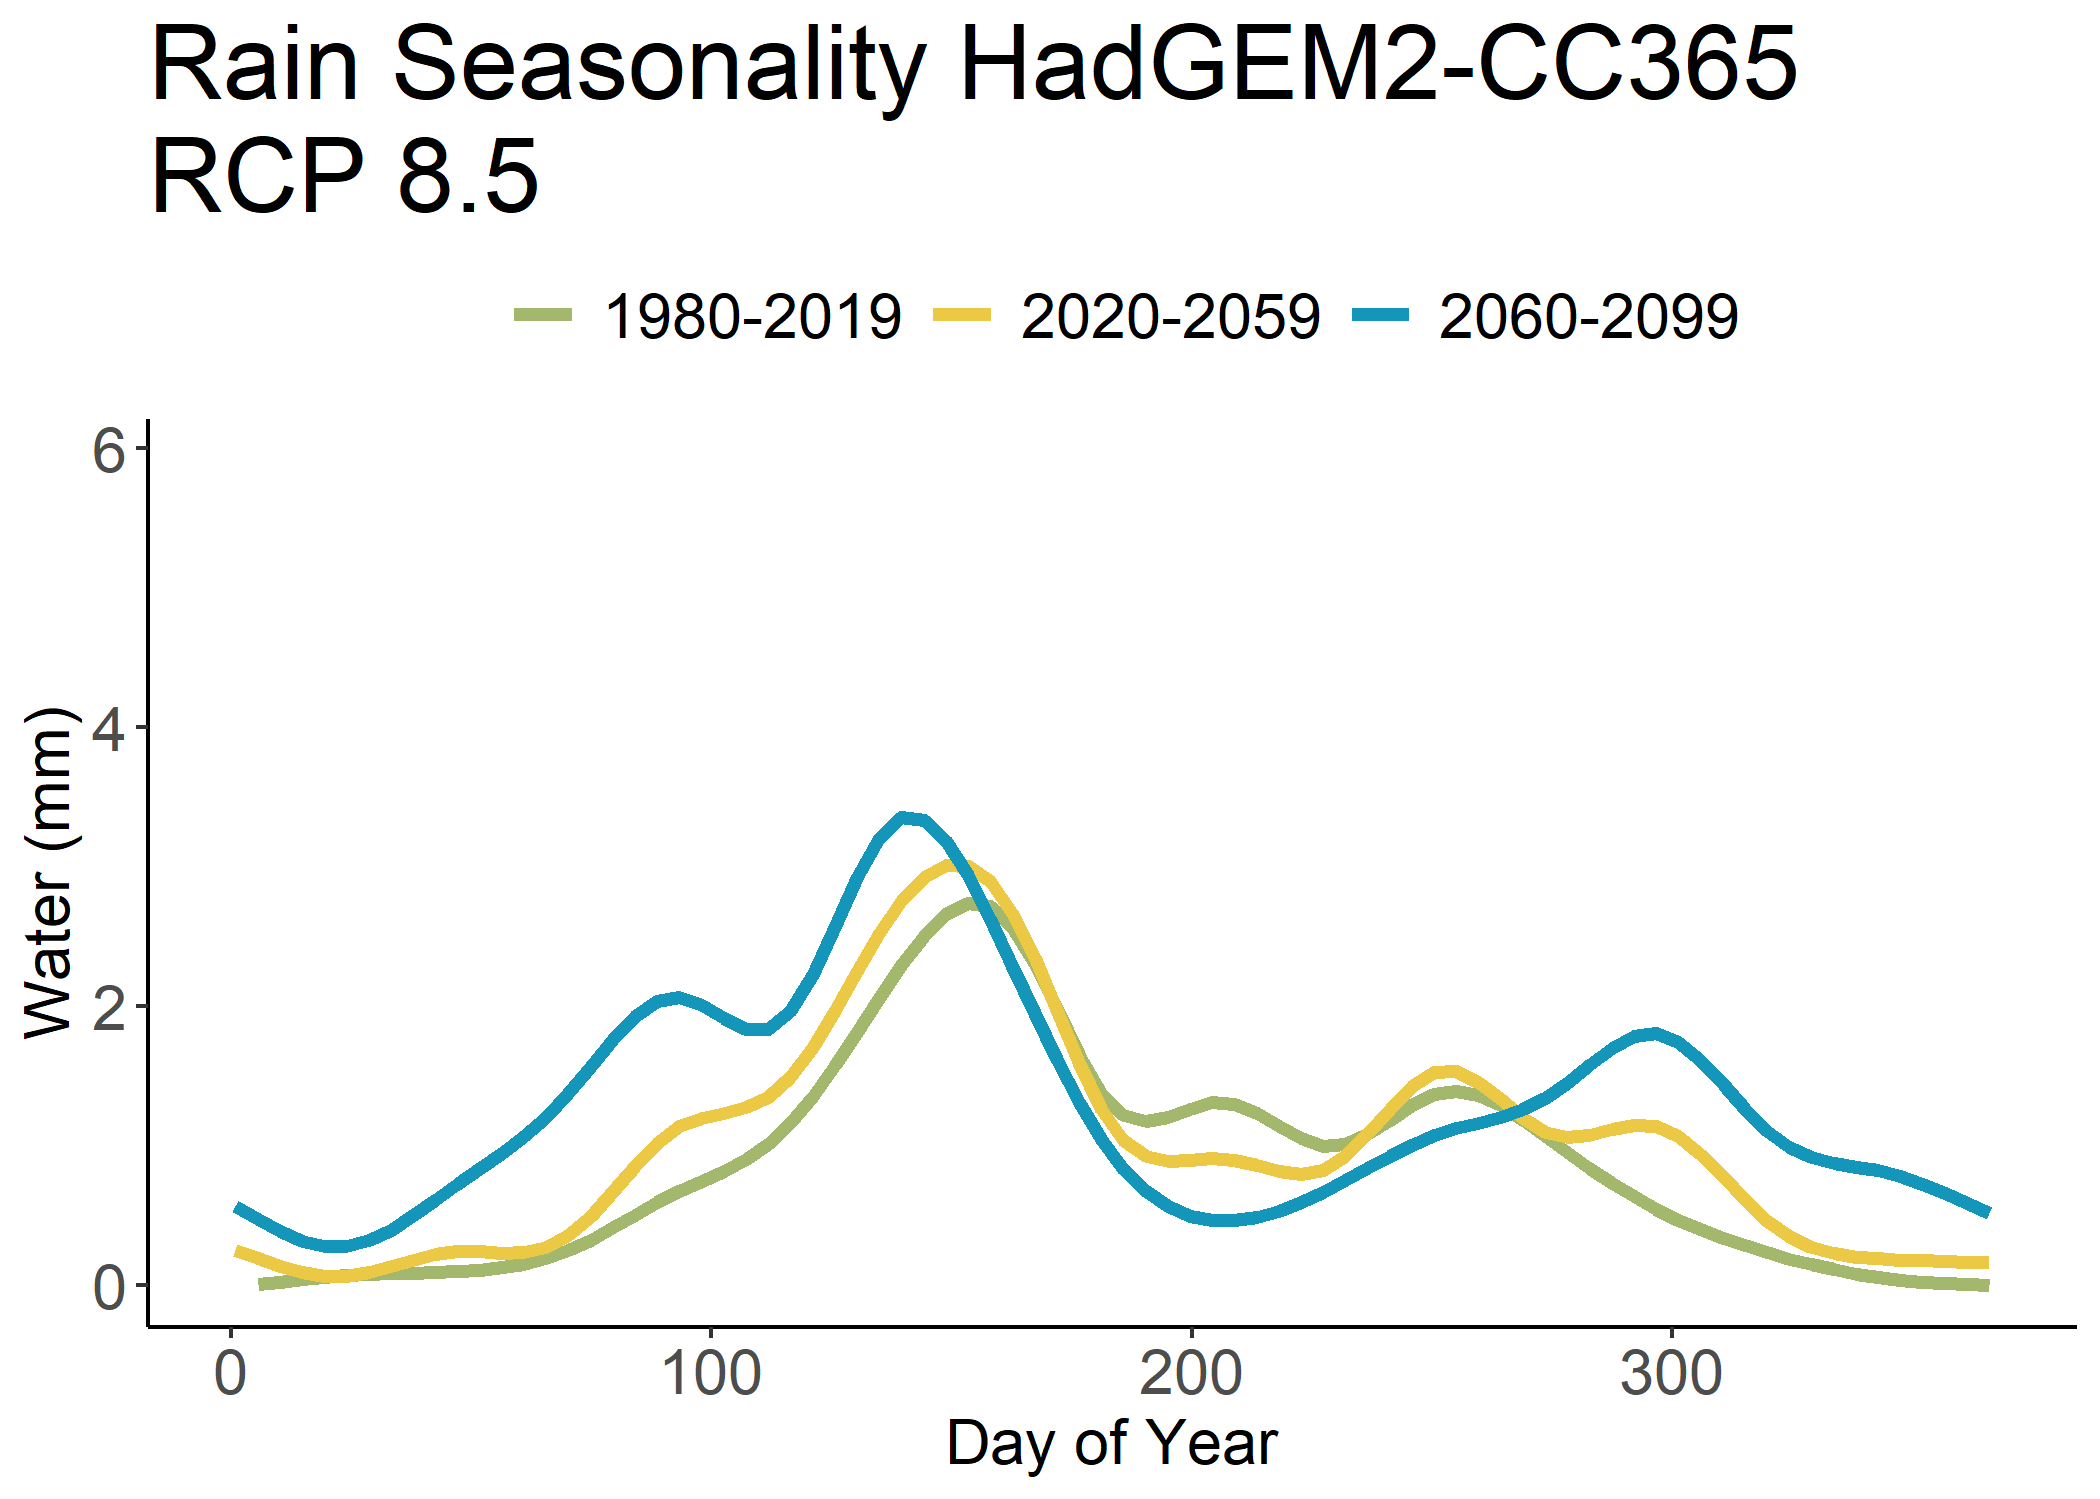 Rain Seasonality HadGEM2-CC365
RCP 8.5
1980-2019 2020-2059 2060-2099
6
4
2
0
Water (mm)
0 100 200 300
Day of Year